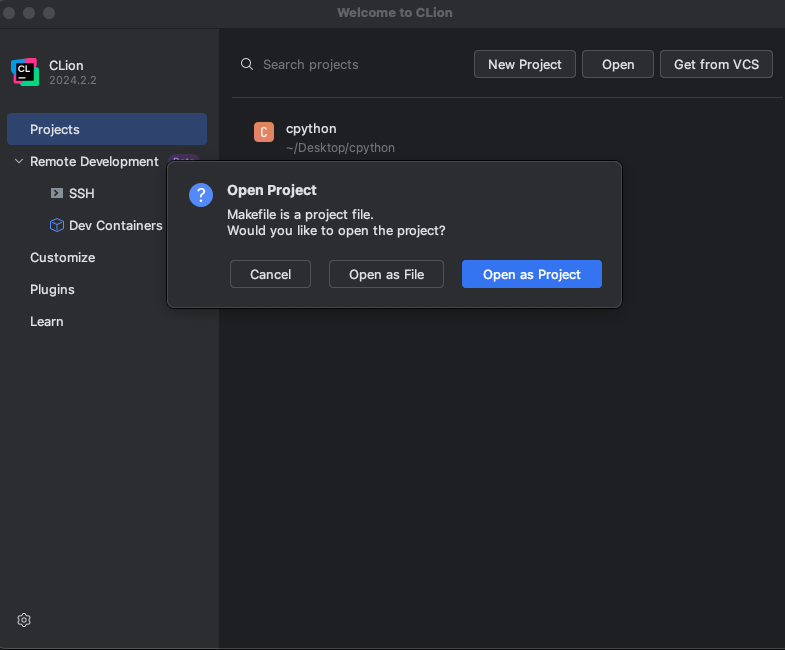 Welcome to CLion
CL
CLion
2024.2.2
Search projects
New Project
Open
Get from VCS
Projects
Remote Development
SSH
Dev Containers
Customize
Plugins
Learn
C
cpython
~/Desktop/cpython
?
Open Project
Makefile is a project file.
Would you like to open the project?
Cancel
Open as File
Open as Project